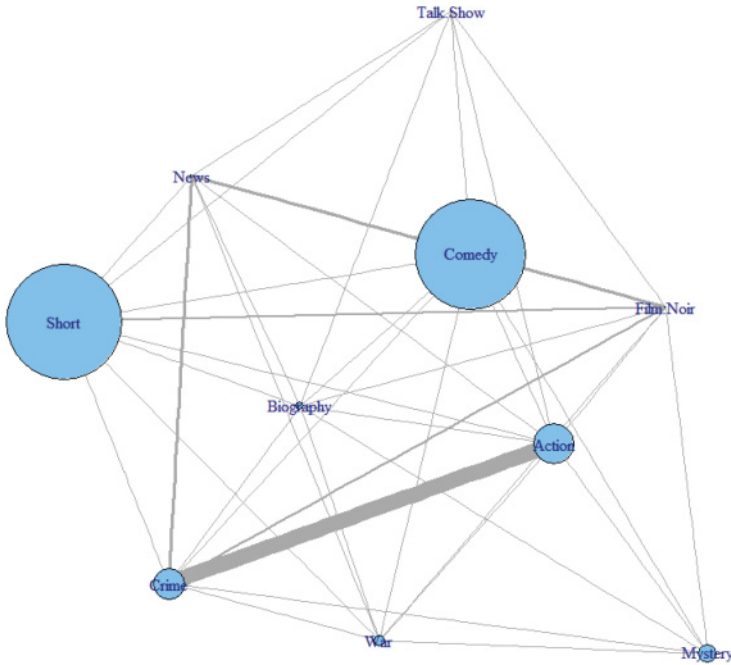 Talk Show
News
Comedy
Film Noir
Short
Biography
Action
Crime
War
Mystery